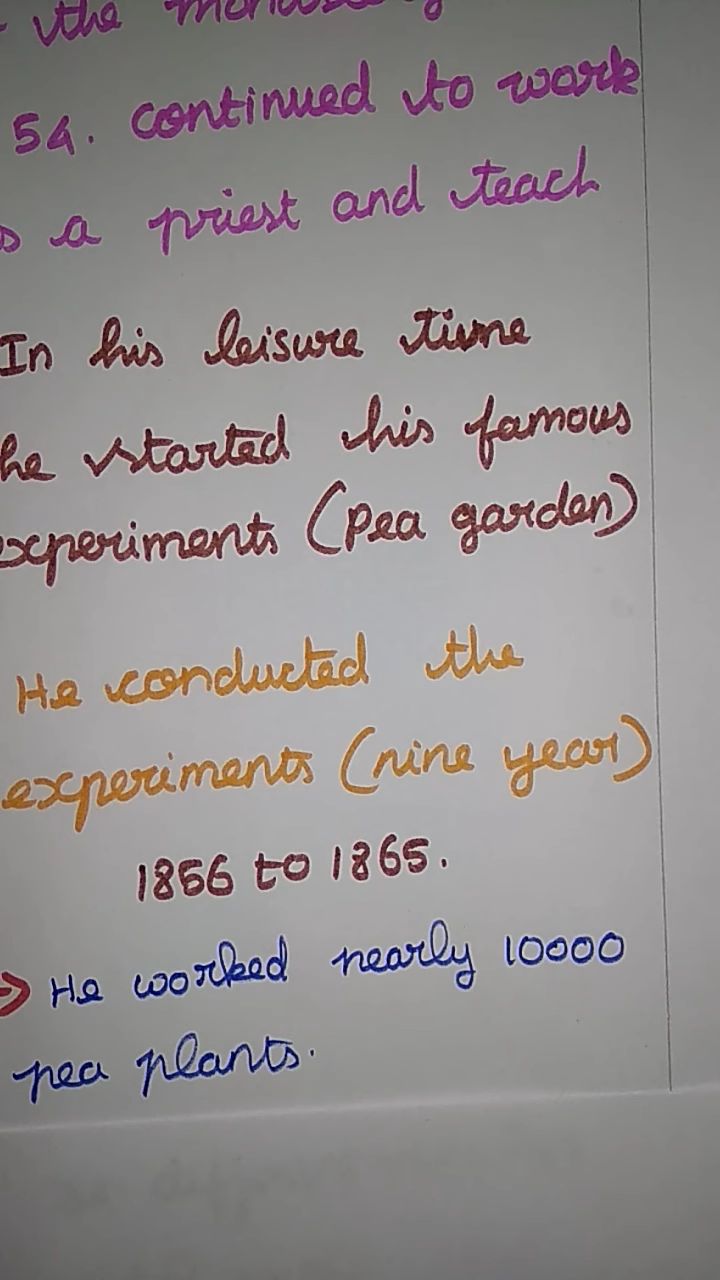 the
54. continued to work
s a priest and teach
In his leisure time
he started his famous
experiments (pea garden)
He conducted the
experiments (nine year)
1856 to 1865.
→ He worked nearly 10000
pea plants.